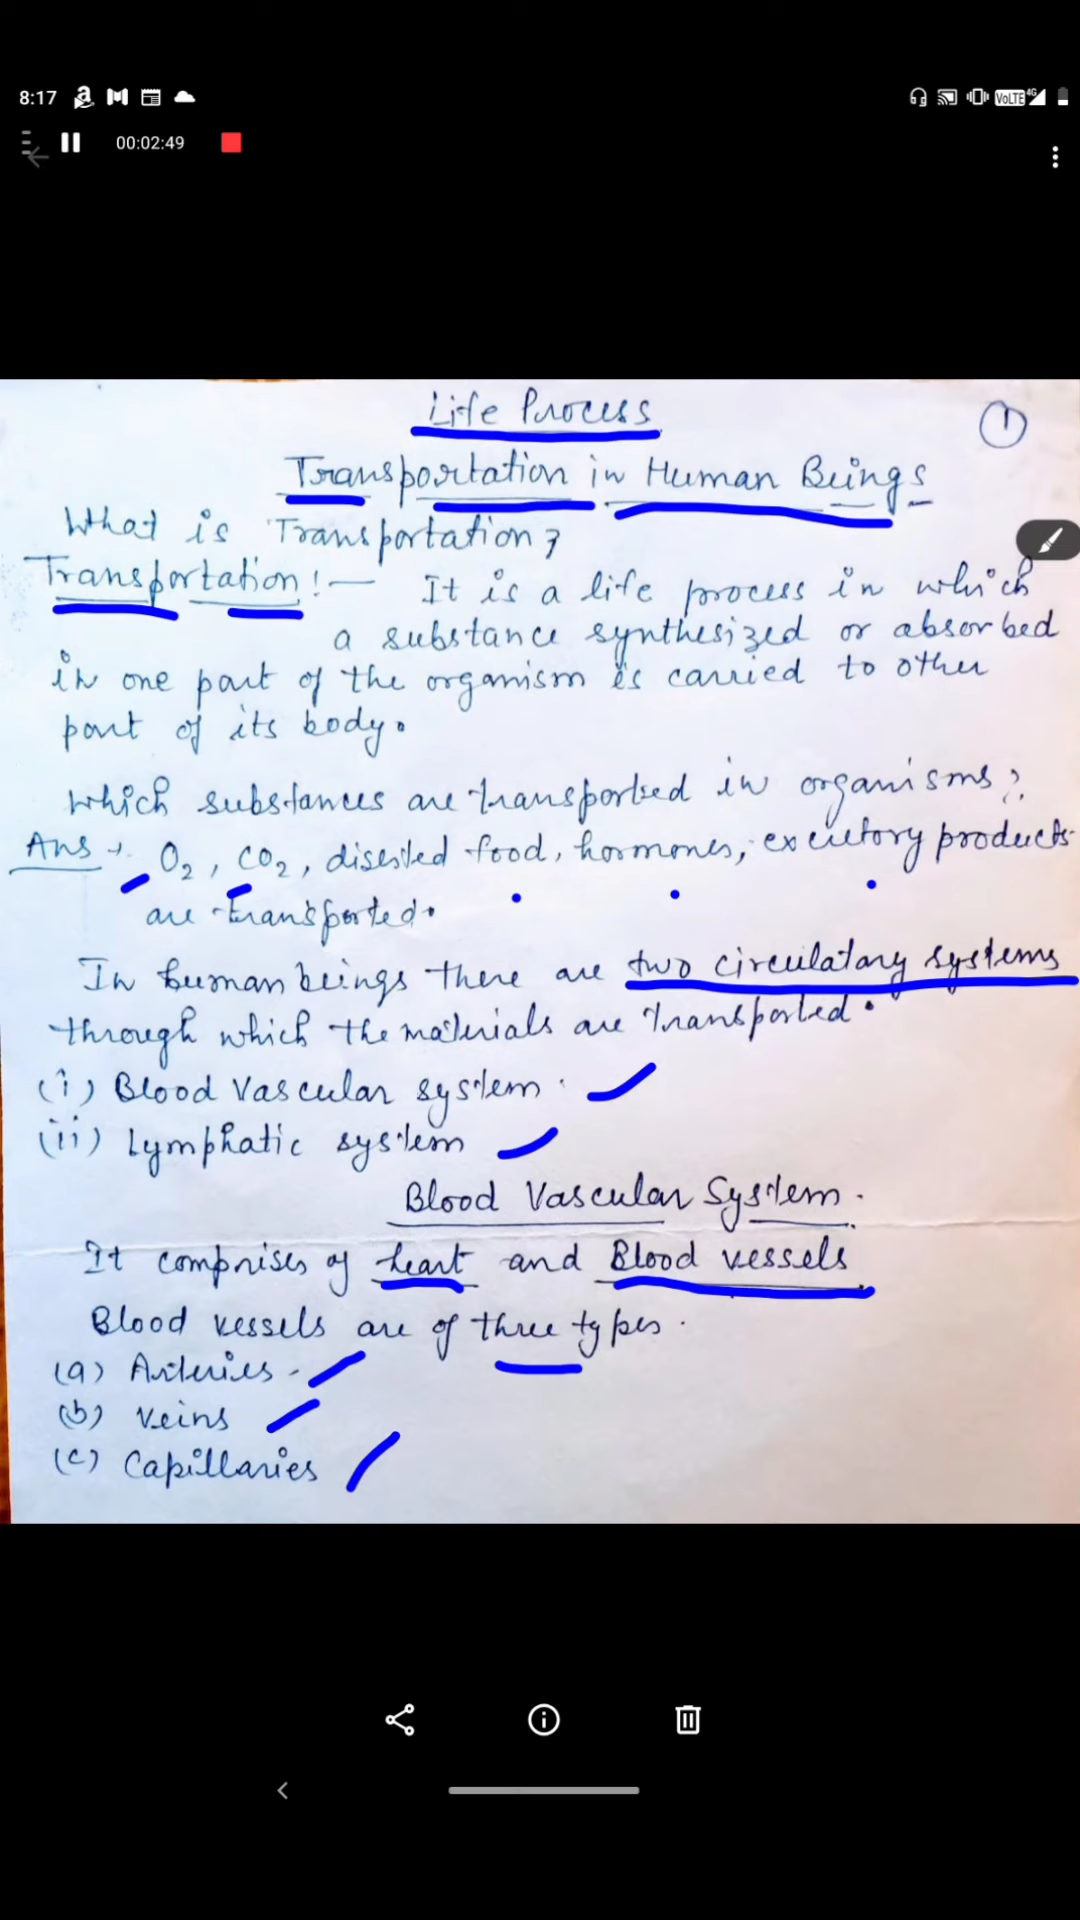 8:17
VoLTE 4G
00:02:49
Life Process
1
Transportation in Human Beings
What is Transportation?
Transportation!— It is a life process in which
a substance synthesized or absorbed
in one part of the organism is carried to other
part of its body.
Which substances are transported in organisms?
Ans →. O₂, CO₂, disested food, hormones, excretory products
are transported.
In human beings there are two circulatory systems
through which the materials are transported.
(i) Blood Vascular system.
(ii) Lymphatic system
Blood Vascular System.
It comprises of heart and Blood vessels
Blood vessels are of three types.
(a) Arteries.
(b) Veins
(c) Capillaries